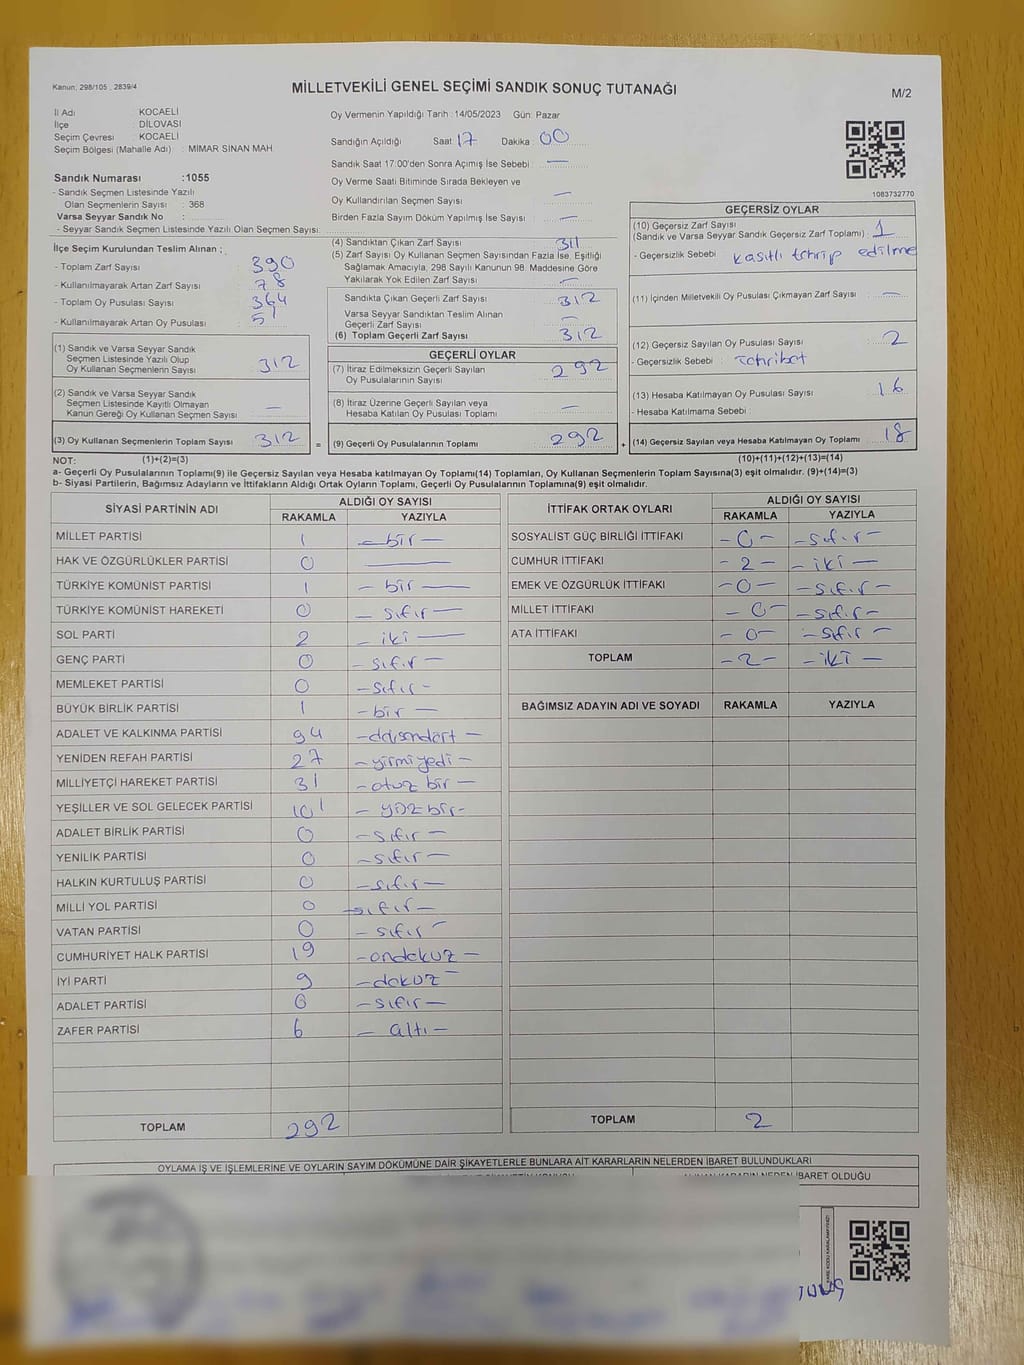 Kanun; 298/105 , 2839/4
MİLLETVEKİLİ GENEL SEÇİMİ SANDIK SONUÇ TUTANAĞI
M/2
İl Adı : KOCAELİ
İlçe : DİLOVASI
Seçim Çevresi : KOCAELİ
Seçim Bölgesi (Mahalle Adı) : MİMAR SİNAN MAH.
Sandık Numarası :1055
- Sandık Seçmen Listesinde Yazılı
Olan Seçmenlerin Sayısı : 368
Varsa Seyyar Sandık No :
- Seyyar Sandık Seçmen Listesinde Yazılı Olan Seçmen Sayısı:
Oy Vermenin Yapıldığı Tarih :14/05/2023 Gün: Pazar
Sandığın Açıldığı Saat 17 Dakika : 00
Sandık Saat 17:00'den Sonra Açımış İse Sebebi : —
Oy Verme Saati Bitiminde Sırada Bekleyen ve
Oy Kullandırılan Seçmen Sayısı : —
Birden Fazla Sayım Döküm Yapılmış İse Sayısı : —
1083732770
İlçe Seçim Kurulundan Teslim Alınan ;
- Toplam Zarf Sayısı : 390
- Kullanılmayarak Artan Zarf Sayısı : 78
- Toplam Oy Pusulası Sayısı : 364
- Kullanılmayarak Artan Oy Pusulası : 51
(1) Sandık ve Varsa Seyyar Sandık
Seçmen Listesinde Yazılı Olup
Oy Kullanan Seçmenlerin Sayısı : 312
(2) Sandık ve Varsa Seyyar Sandık
Seçmen Listesinde Kayıtlı Olmayan
Kanun Gereği Oy Kullanan Seçmen Sayısı : —
(3) Oy Kullanan Seçmenlerin Toplam Sayısı : 312 =
(1)+(2)=(3)
(4) Sandıktan Çıkan Zarf Sayısı : 311
(5) Zarf Sayısı Oy Kullanan Seçmen Sayısından Fazla İse, Eşitliği
Sağlamak Amacıyla, 298 Sayılı Kanunun 98. Maddesine Göre
Yakılarak Yok Edilen Zarf Sayısı : —
Sandıkta Çıkan Geçerli Zarf Sayısı : 312
Varsa Seyyar Sandıktan Teslim Alınan
Geçerli Zarf Sayısı : —
(6) Toplam Geçerli Zarf Sayısı : 312
GEÇERLİ OYLAR
(7) İtiraz Edilmeksizin Geçerli Sayılan
Oy Pusulalarının Sayısı : 292
(8) İtiraz Üzerine Geçerli Sayılan veya
Hesaba Katılan Oy Pusulası Toplamı : —
(9) Geçerli Oy Pusulalarının Toplamı : 292 +
GEÇERSİZ OYLAR
(10) Geçersiz Zarf Sayısı
(Sandık ve Varsa Seyyar Sandık Geçersiz Zarf Toplamı) : 1
- Geçersizlik Sebebi : kasıtlı tahrip edilme
(11) İçinden Milletvekili Oy Pusulası Çıkmayan Zarf Sayısı : —
(12) Geçersiz Sayılan Oy Pusulası Sayısı : 2
- Geçersizlik Sebebi : Tahribat
(13) Hesaba Katılmayan Oy Pusulası Sayısı : 16
- Hesaba Katılmama Sebebi :
(14) Geçersiz Sayılan veya Hesaba Katılmayan Oy Toplamı : 18
(10)+(11)+(12)+(13)=(14)
NOT:
a- Geçerli Oy Pusulalarının Toplamı(9) ile Geçersiz Sayılan veya Hesaba katılmayan Oy Toplamı(14) Toplamları, Oy Kullanan Seçmenlerin Toplam Sayısına(3) eşit olmalıdır. (9)+(14)=(3)
b- Siyasi Partilerin, Bağımsız Adayların ve İttifakların Aldığı Ortak Oyların Toplamı, Geçerli Oy Pusulalarının Toplamına(9) eşit olmalıdır.
SİYASİ PARTİNİN ADI ALDIĞI OY SAYISI
RAKAMLA YAZIYLA
MİLLET PARTİSİ 1 — bir —
HAK VE ÖZGÜRLÜKLER PARTİSİ 0 —
TÜRKİYE KOMÜNİST PARTİSİ 1 — bir —
TÜRKİYE KOMÜNİST HAREKETİ 0 — sıfır —
SOL PARTİ 2 — iki —
GENÇ PARTİ 0 — sıfır —
MEMLEKET PARTİSİ 0 — sıfır —
BÜYÜK BİRLİK PARTİSİ 1 — bir —
ADALET VE KALKINMA PARTİSİ 94 — doksandört —
YENİDEN REFAH PARTİSİ 27 — yirmiyedi —
MİLLİYETÇİ HAREKET PARTİSİ 31 — otuz bir —
YEŞİLLER VE SOL GELECEK PARTİSİ 101 — yüz bir —
ADALET BİRLİK PARTİSİ 0 — sıfır —
YENİLİK PARTİSİ 0 — sıfır —
HALKIN KURTULUŞ PARTİSİ 0 — sıfır —
MİLLİ YOL PARTİSİ 0 — sıfır —
VATAN PARTİSİ 0 — sıfır —
CUMHURİYET HALK PARTİSİ 19 — ondokuz —
İYİ PARTİ 9 — dokuz —
ADALET PARTİSİ 0 — sıfır —
ZAFER PARTİSİ 6 — altı —
TOPLAM 292
İTTİFAK ORTAK OYLARI ALDIĞI OY SAYISI
RAKAMLA YAZIYLA
SOSYALİST GÜÇ BİRLİĞİ İTTİFAKI - 0 - - sıfır -
CUMHUR İTTİFAKI - 2 - - iki -
EMEK VE ÖZGÜRLÜK İTTİFAKI - 0 - - sıfır -
MİLLET İTTİFAKI - 0 - - sıfır -
ATA İTTİFAKI - 0 - - sıfır -
TOPLAM - 2 - - iki -
BAĞIMSIZ ADAYIN ADI VE SOYADI RAKAMLA YAZIYLA
TOPLAM 2
OYLAMA İŞ VE İŞLEMLERİNE VE OYLARIN SAYIM DÖKÜMÜNE DAİR ŞİKAYETLERLE BUNLARA AİT KARARLARIN NELERDEN İBARET BULUNDUKLARI
İBARET OLDUĞU